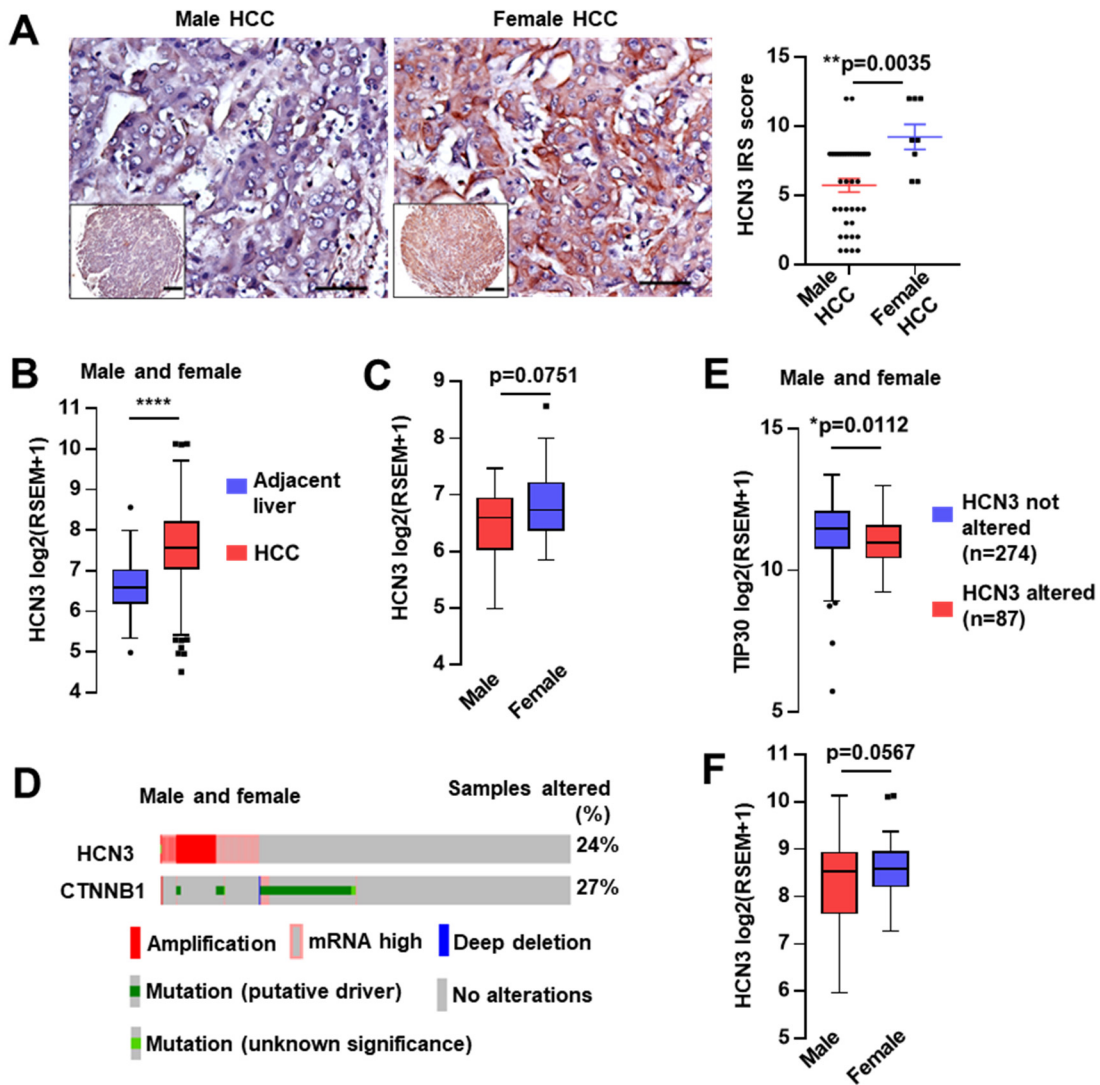 A
Male HCC
Female HCC
15
10
5
0
HCN3 IRS score
**p=0.0035
Male
HCC
Female
HCC
B
Male and female
****
11
10
9
8
7
6
5
4
HCN3 log2(RSEM+1)
Adjacent
liver
HCC
C
p=0.0751
9
8
7
6
5
4
HCN3 log2(RSEM+1)
Male
Female
E
Male and female
*p=0.0112
15
10
5
TIP30 log2(RSEM+1)
HCN3 not
altered
(n=274)
HCN3 altered
(n=87)
D
Male and female
Samples altered
(%)
HCN3
24%
CTNNB1
27%
Amplification
mRNA high
Deep deletion
Mutation (putative driver)
No alterations
Mutation (unknown significance)
F
p=0.0567
11
10
9
8
7
6
5
HCN3 log2(RSEM+1)
Male
Female